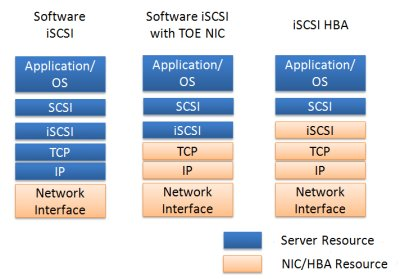 Software
iSCSI
Application/
OS
SCSI
iSCSI
TCP
IP
Network
Interface
Software iSCSI
with TOE NIC
Application/
OS
SCSI
iSCSI
TCP
IP
Network
Interface
iSCSI HBA
Application/
OS
SCSI
iSCSI
TCP
IP
Network
Interface
Server Resource
NIC/HBA Resource